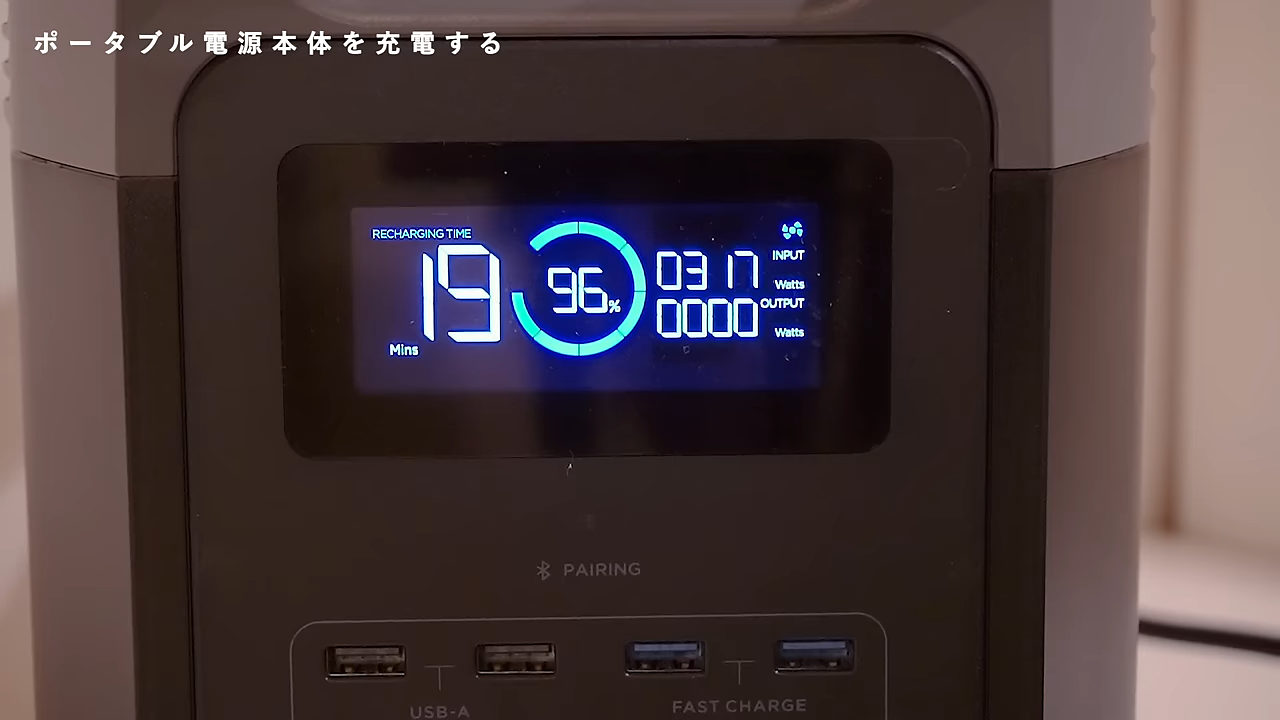 ポータブル電源本体を充電する
RECHARGING TIME
19
Mins
96%
0317
INPUT
Watts
0000
OUTPUT
Watts
PAIRING
USB-A
FAST CHARGE